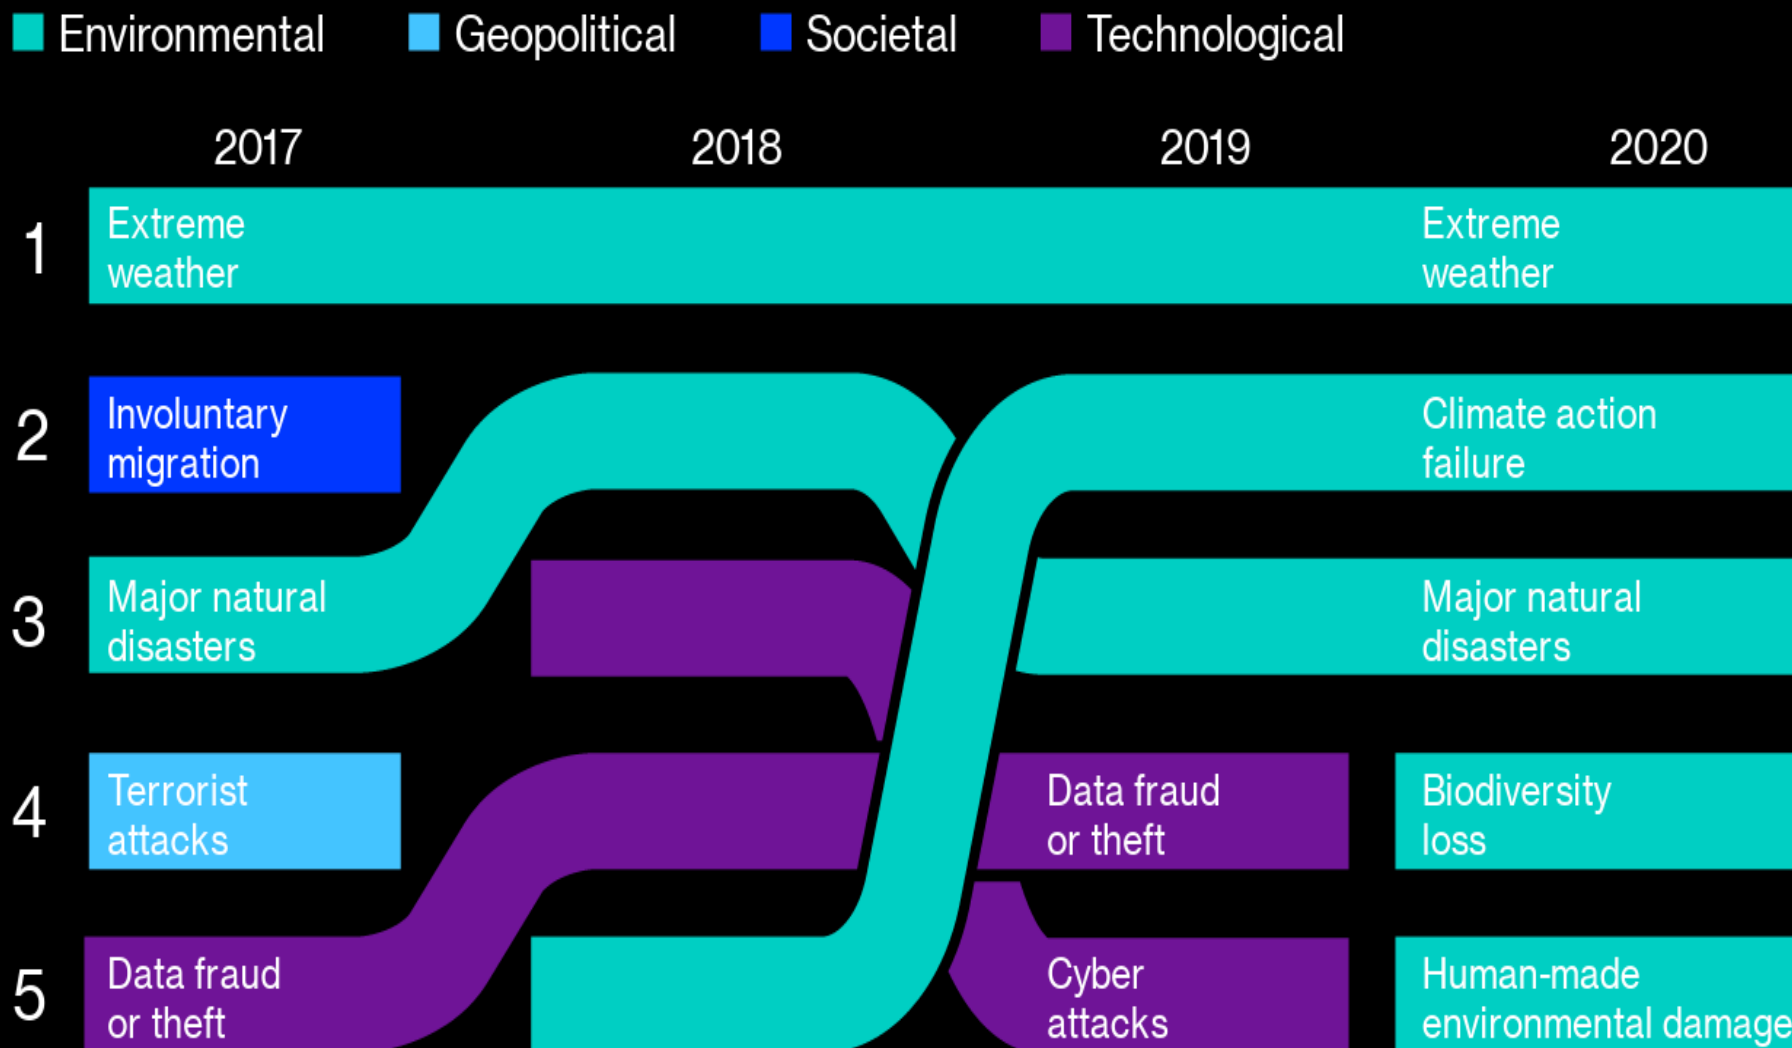 Environmental Geopolitical Societal Technological
2017 2018 2019 2020
1
Extreme
weather
Extreme
weather
2
Involuntary
migration
Climate action
failure
3
Major natural
disasters
Major natural
disasters
4
Terrorist
attacks
Data fraud
or theft
Biodiversity
loss
5
Data fraud
or theft
Cyber
attacks
Human-made
environmental damage